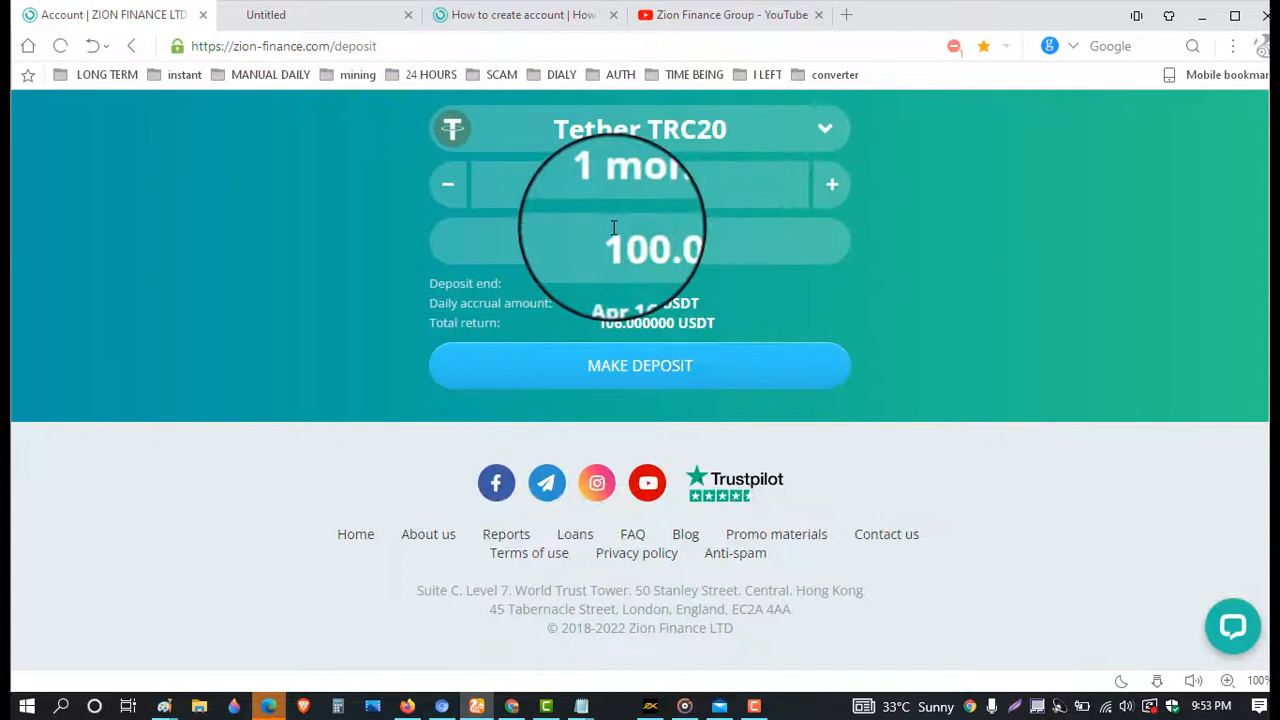 Account | ZION FINANCE LTD
Untitled
How to create account | How
Zion Finance Group - YouTube
https://zion-finance.com/deposit
Google
LONG TERM
instant
MANUAL DAILY
mining
24 HOURS
SCAM
DIALY
AUTH
TIME BEING
I LEFT
converter
Mobile bookmar
Tether TRC20
1 mon
100.0
Deposit end:
Daily accrual amount: USDT
Total return: 106.000000 USDT
MAKE DEPOSIT
Trustpilot
Home About us Reports Loans FAQ Blog Promo materials Contact us
Terms of use Privacy policy Anti-spam
Suite C. Level 7. World Trust Tower. 50 Stanley Street. Central. Hong Kong
45 Tabernacle Street, London, England, EC2A 4AA
© 2018-2022 Zion Finance LTD
100%
33°C Sunny
9:53 PM